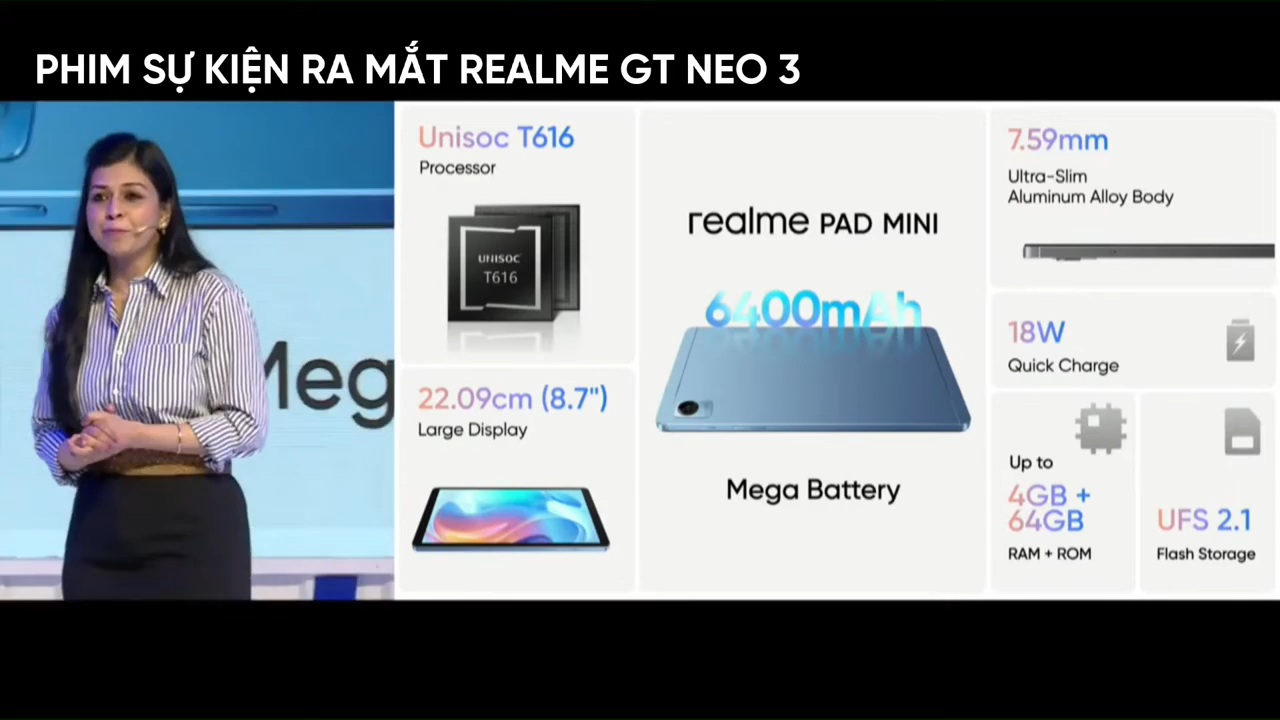 PHIM SỰ KIỆN RA MẮT REALME GT NEO 3
Meg
Unisoc T616
Processor
UNISOC
T616
22.09cm (8.7")
Large Display
realme PAD MINI
6400mAh
Mega Battery
7.59mm
Ultra-Slim
Aluminum Alloy Body
18W
Quick Charge
Up to
4GB +
64GB
RAM + ROM
UFS 2.1
Flash Storage